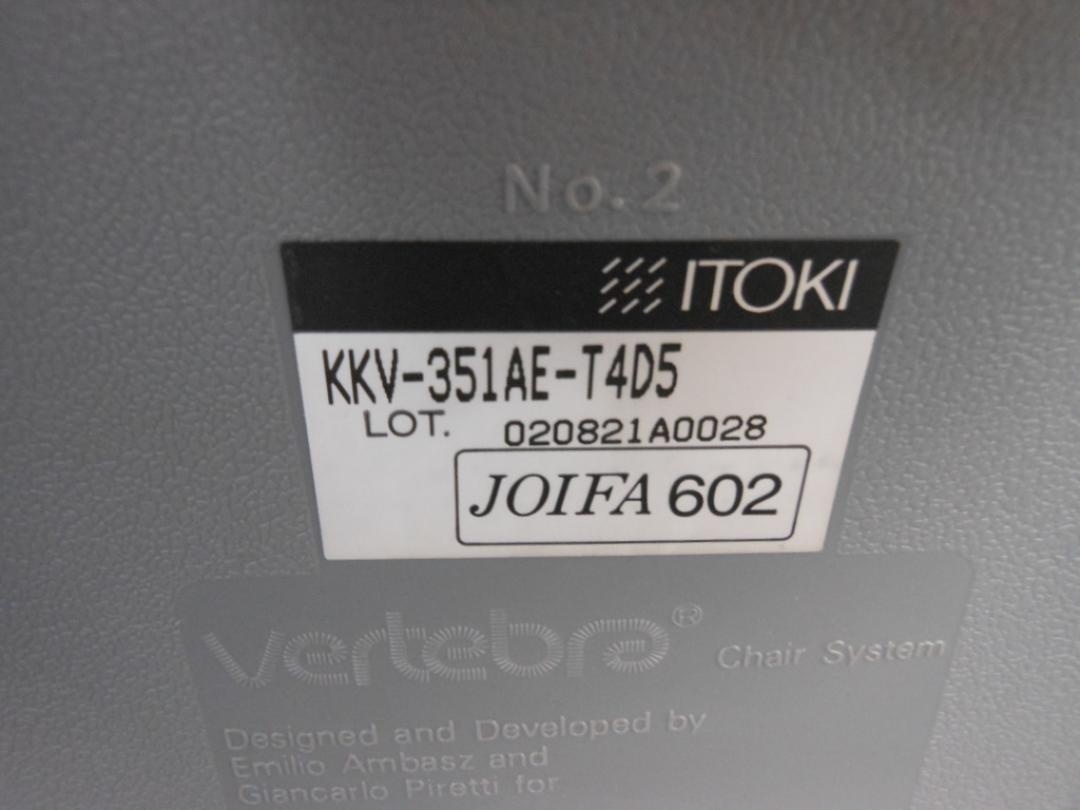 No.2
ITOKI
KKV-351AE-T4D5
LOT. 020821A0028
JOIFA 602
vertebra® Chair System
Designed and Developed by
Emilio Ambasz and
Giancarlo Piretti for